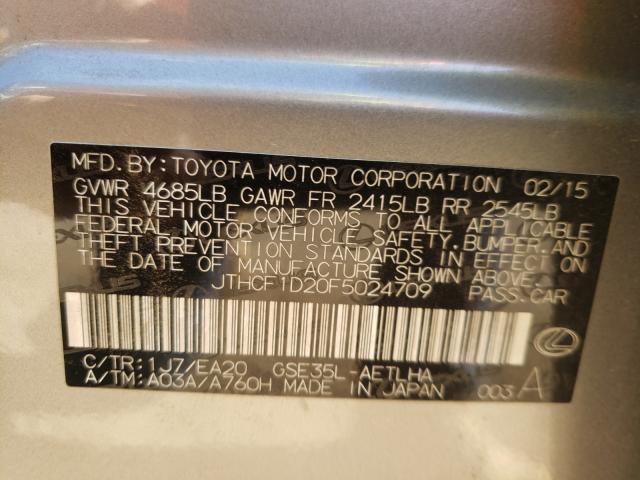 MFD. BY: TOYOTA MOTOR CORPORATION 02/15
GVWR 4685LB GAWR FR 2415LB RR 2545LB
THIS VEHICLE CONFORMS TO ALL APPLICABLE
FEDERAL MOTOR VEHICLE SAFETY, BUMPER, AND
THEFT PREVENTION STANDARDS IN EFFECT ON
THE DATE OF MANUFACTURE SHOWN ABOVE.
JTHCF1D20F5024709 PASS. CAR
C/TR: 1J7/EA20 GSE35L-AETLHA
A/TM: A03A/A760H MADE IN JAPAN 003 A